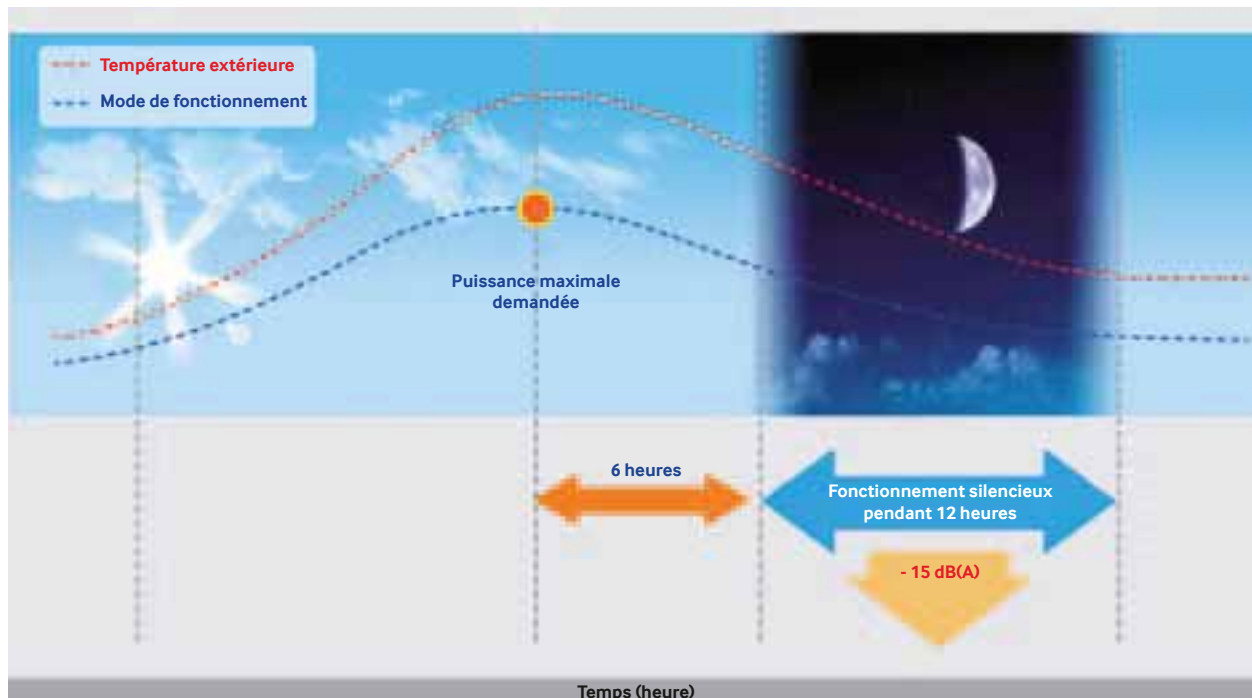 Température extérieure
Mode de fonctionnement
Puissance maximale
demandée
6 heures
Fonctionnement silencieux
pendant 12 heures
- 15 dB(A)
Temps (heure)